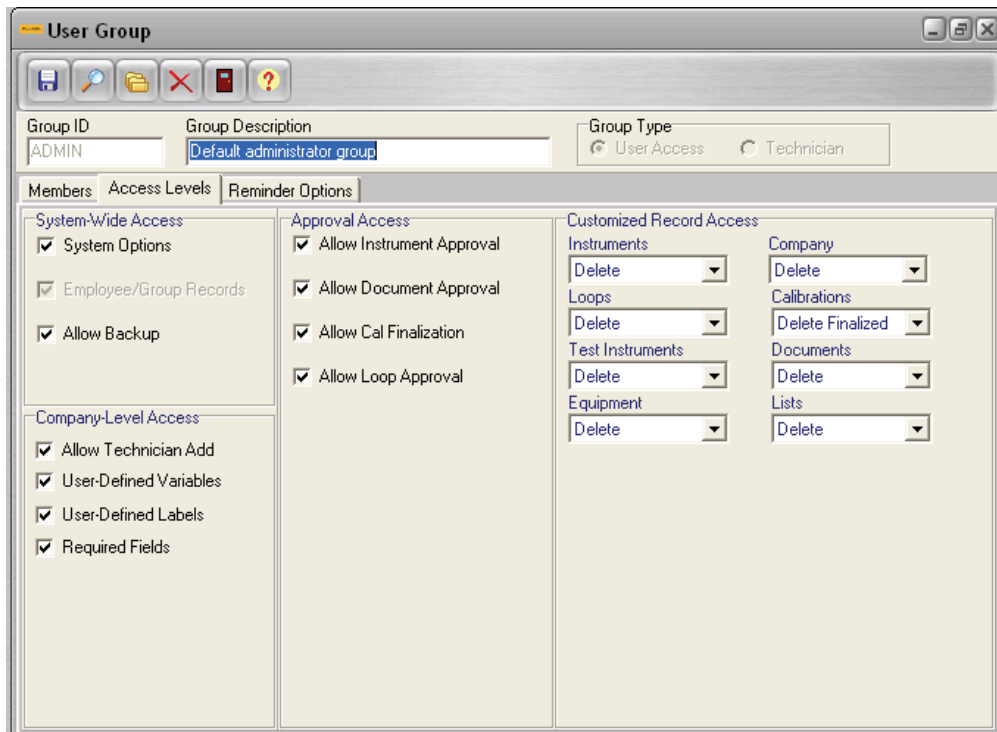 User Group
Group ID
Group Description
Group Type
ADMIN
Default administrator group
User Access
Technician
Members
Access Levels
Reminder Options
System-Wide Access
System Options
Employee/Group Records
Allow Backup
Company-Level Access
Allow Technician Add
User-Defined Variables
User-Defined Labels
Required Fields
Approval Access
Allow Instrument Approval
Allow Document Approval
Allow Cal Finalization
Allow Loop Approval
Customized Record Access
Instruments
Company
Delete
Delete
Loops
Calibrations
Delete
Delete Finalized
Test Instruments
Documents
Delete
Delete
Equipment
Lists
Delete
Delete